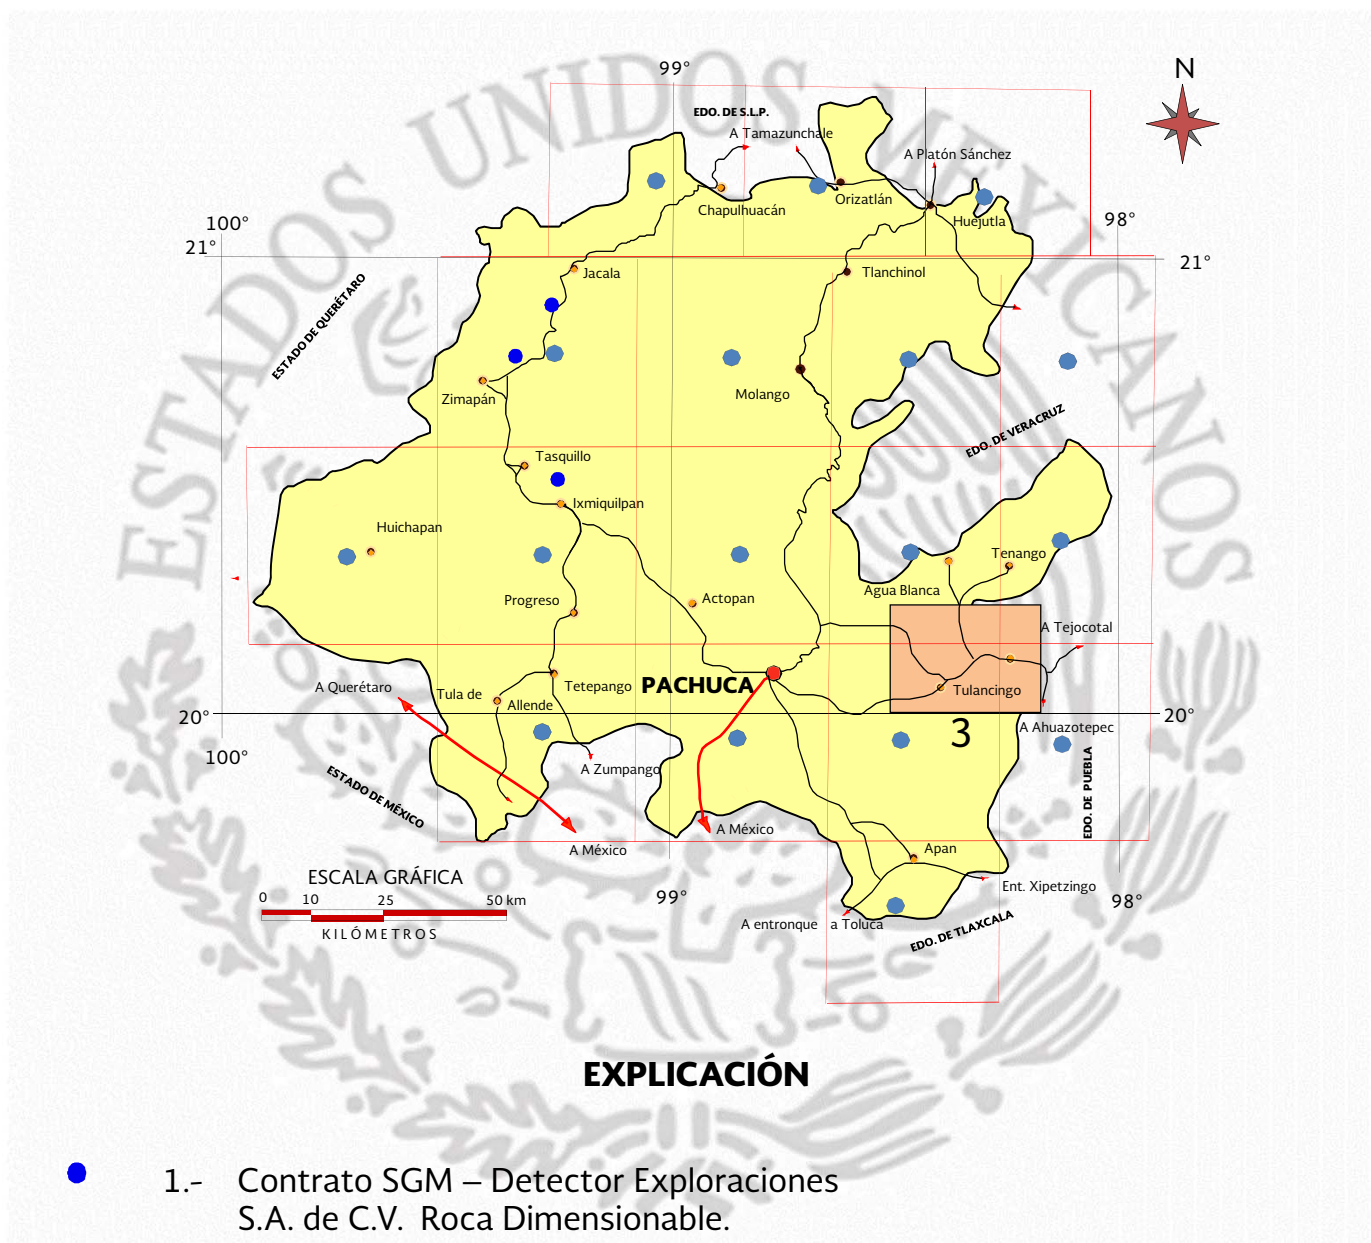 ESTADOS UNIDOS MEXICANOS
99°
N
EDO. DE S.L.P.
A Tamazunchale
A Platón Sánchez
Orizatlán
Chapulhuacán
Huejutla
100°
98°
21°
21°
Jacala
Tlanchinol
ESTADO DE QUERÉTARO
Zimapán
Molango
EDO. DE VERACRUZ
Tasquillo
Ixmiquilpan
Huichapan
Tenango
Agua Blanca
Progreso
Actopan
A Tejocotal
A Querétaro
Tula de
Allende
Tetepango
PACHUCA
Tulancingo
20°
20°
A Ahuazotepec
3
100°
A Zumpango
ESTADO DE MÉXICO
EDO. DE PUEBLA
A México
A México
Apan
ESCALA GRÁFICA
Ent. Xipetzingo
0 10 25 50 km
99°
98°
KILÓMETROS
A entronque a Toluca
EDO. DE TLAXCALA
EXPLICACIÓN
1.- Contrato SGM – Detector Exploraciones
S.A. de C.V. Roca Dimensionable.